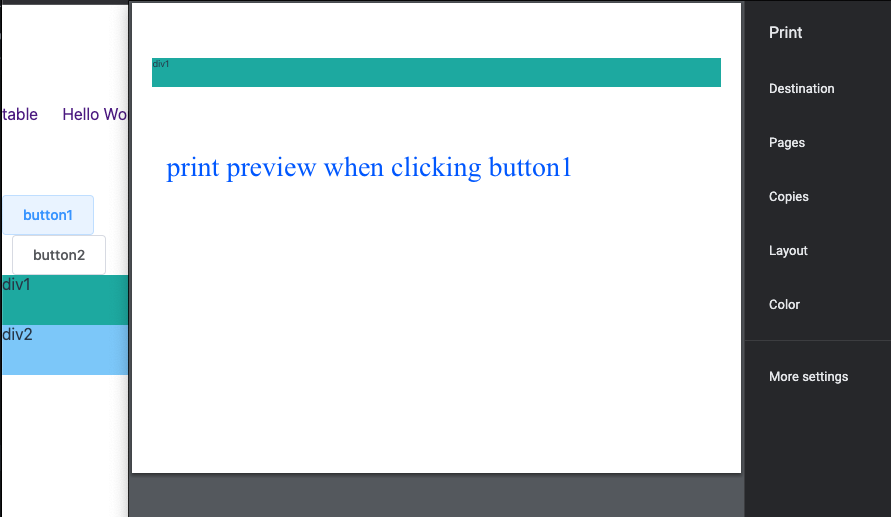 table Hello Wo
button1
button2
div1
div2
div1
print preview when clicking button1
Print
Destination
Pages
Copies
Layout
Color
More settings